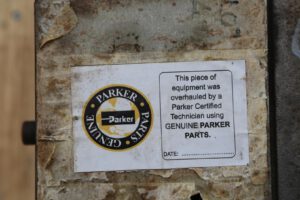 PARKER
GENUINE
PARTS
Parker
This piece of
equipment was
overhauled by a
Parker Certified
Technician using
GENUINE PARKER
PARTS.
DATE: